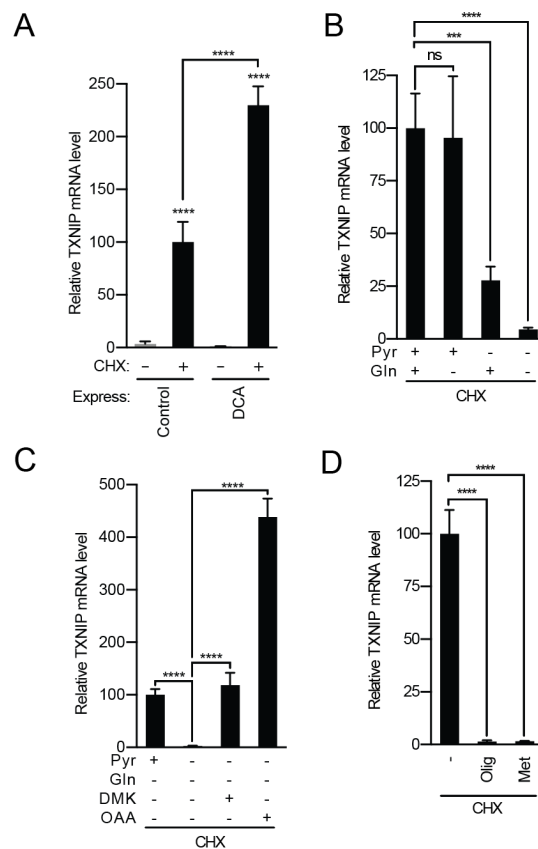 A
****
****
****
Relative TXNIP mRNA level
250
200
150
100
50
0
CHX: - + - +
Express: Control DCA
B
****
***
ns
Relative TXNIP mRNA level
125
100
75
50
25
0
Pyr + + - -
Gln + - + -
CHX
C
****
****
****
Relative TXNIP mRNA level
500
400
300
200
100
0
Pyr + - - -
Gln - - - -
DMK - - + -
OAA - - - +
CHX
D
****
****
Relative TXNIP mRNA level
125
100
75
50
25
0
- Olig Met
CHX